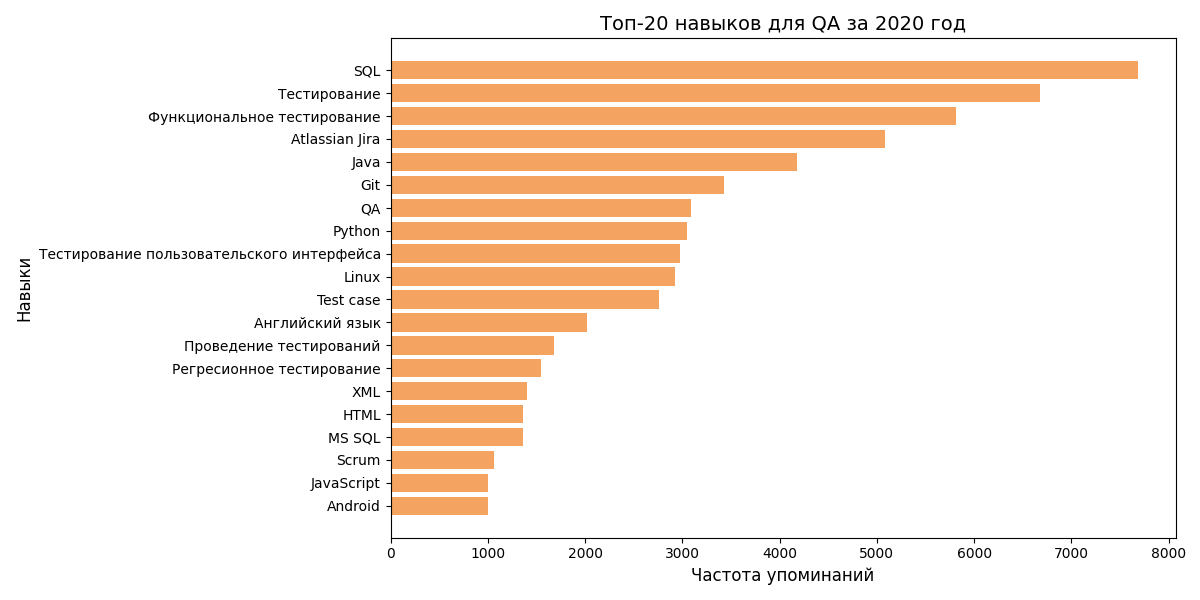 Топ-20 навыков для QA за 2020 год
Навыки
SQL
Тестирование
Функциональное тестирование
Atlassian Jira
Java
Git
QA
Python
Тестирование пользовательского интерфейса
Linux
Test case
Английский язык
Проведение тестирований
Регресионное тестирование
XML
HTML
MS SQL
Scrum
JavaScript
Android
0 1000 2000 3000 4000 5000 6000 7000 8000
Частота упоминаний